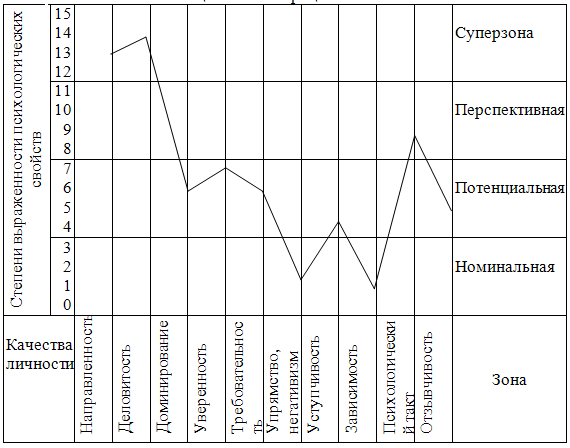 Степени выраженности психологических
свойств
15
14
13
12
11
10
9
8
7
6
5
4
3
2
1
0
Суперзона
Перспективная
Потенциальная
Номинальная
Качества
личности
Направленность
Деловитость
Доминирование
Уверенность
Требовательнос
ть
Упрямство,
негативизм
Уступчивость
Зависимость
Психологически
й такт
Отзывчивость
Зона